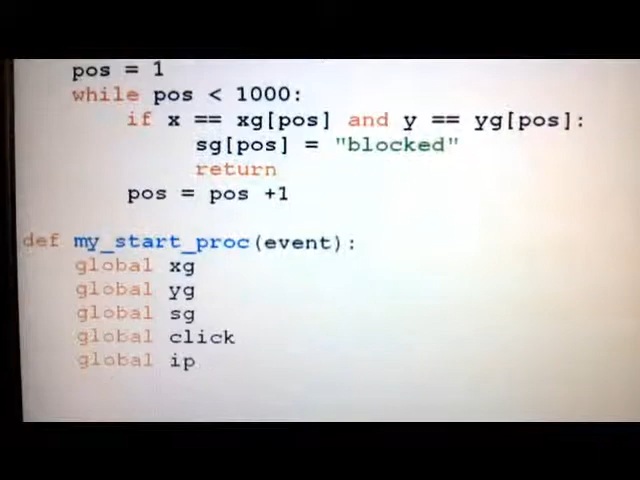 pos = 1
while pos < 1000:
if x == xg[pos] and y == yg[pos]:
sg[pos] = "blocked"
return
pos = pos +1
def my_start_proc(event):
global xg
global yg
global sg
global click
global ip